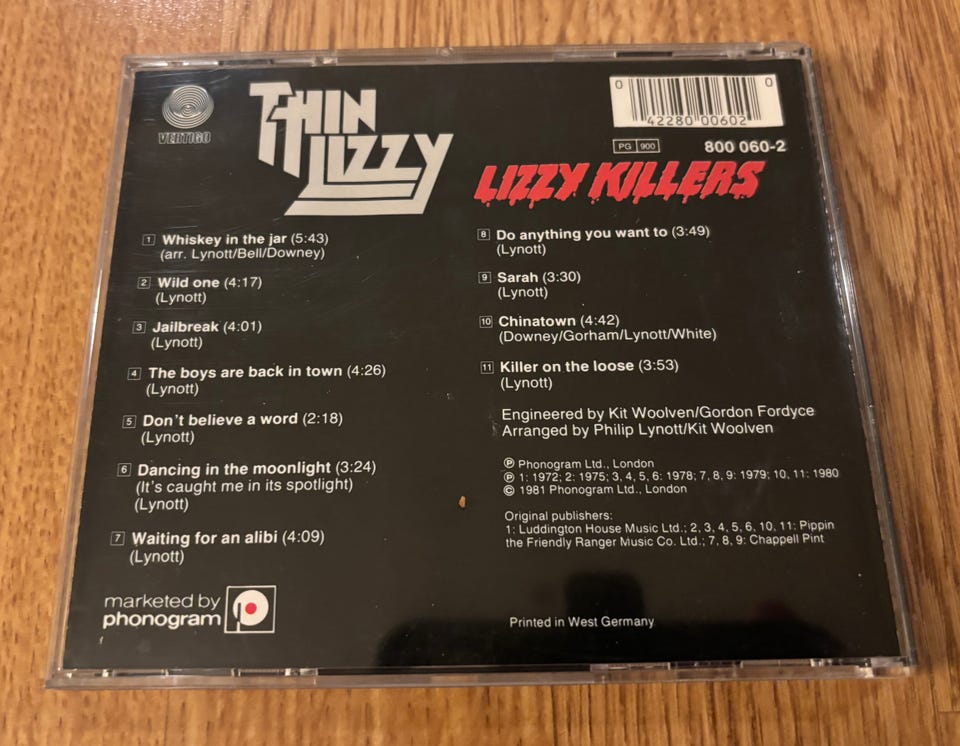 VERTIGO
THIN LIZZY
0 42280 00602 0
PG 900
800 060-2
LIZZY KILLERS
1 Whiskey in the jar (5:43)
(arr. Lynott/Bell/Downey)
2 Wild one (4:17)
(Lynott)
3 Jailbreak (4:01)
(Lynott)
4 The boys are back in town (4:26)
(Lynott)
5 Don't believe a word (2:18)
(Lynott)
6 Dancing in the moonlight (3:24)
(It's caught me in its spotlight)
(Lynott)
7 Waiting for an alibi (4:09)
(Lynott)
8 Do anything you want to (3:49)
(Lynott)
9 Sarah (3:30)
(Lynott)
10 Chinatown (4:42)
(Downey/Gorham/Lynott/White)
11 Killer on the loose (3:53)
(Lynott)
Engineered by Kit Woolven/Gordon Fordyce
Arranged by Philip Lynott/Kit Woolven
℗ Phonogram Ltd., London
℗ 1: 1972; 2: 1975; 3, 4, 5, 6: 1978; 7, 8, 9: 1979; 10, 11: 1980
© 1981 Phonogram Ltd., London
Original publishers:
1: Luddington House Music Ltd.; 2, 3, 4, 5, 6, 10, 11: Pippin
the Friendly Ranger Music Co. Ltd.; 7, 8, 9: Chappell Pint
marketed by
phonogram
Printed in West Germany